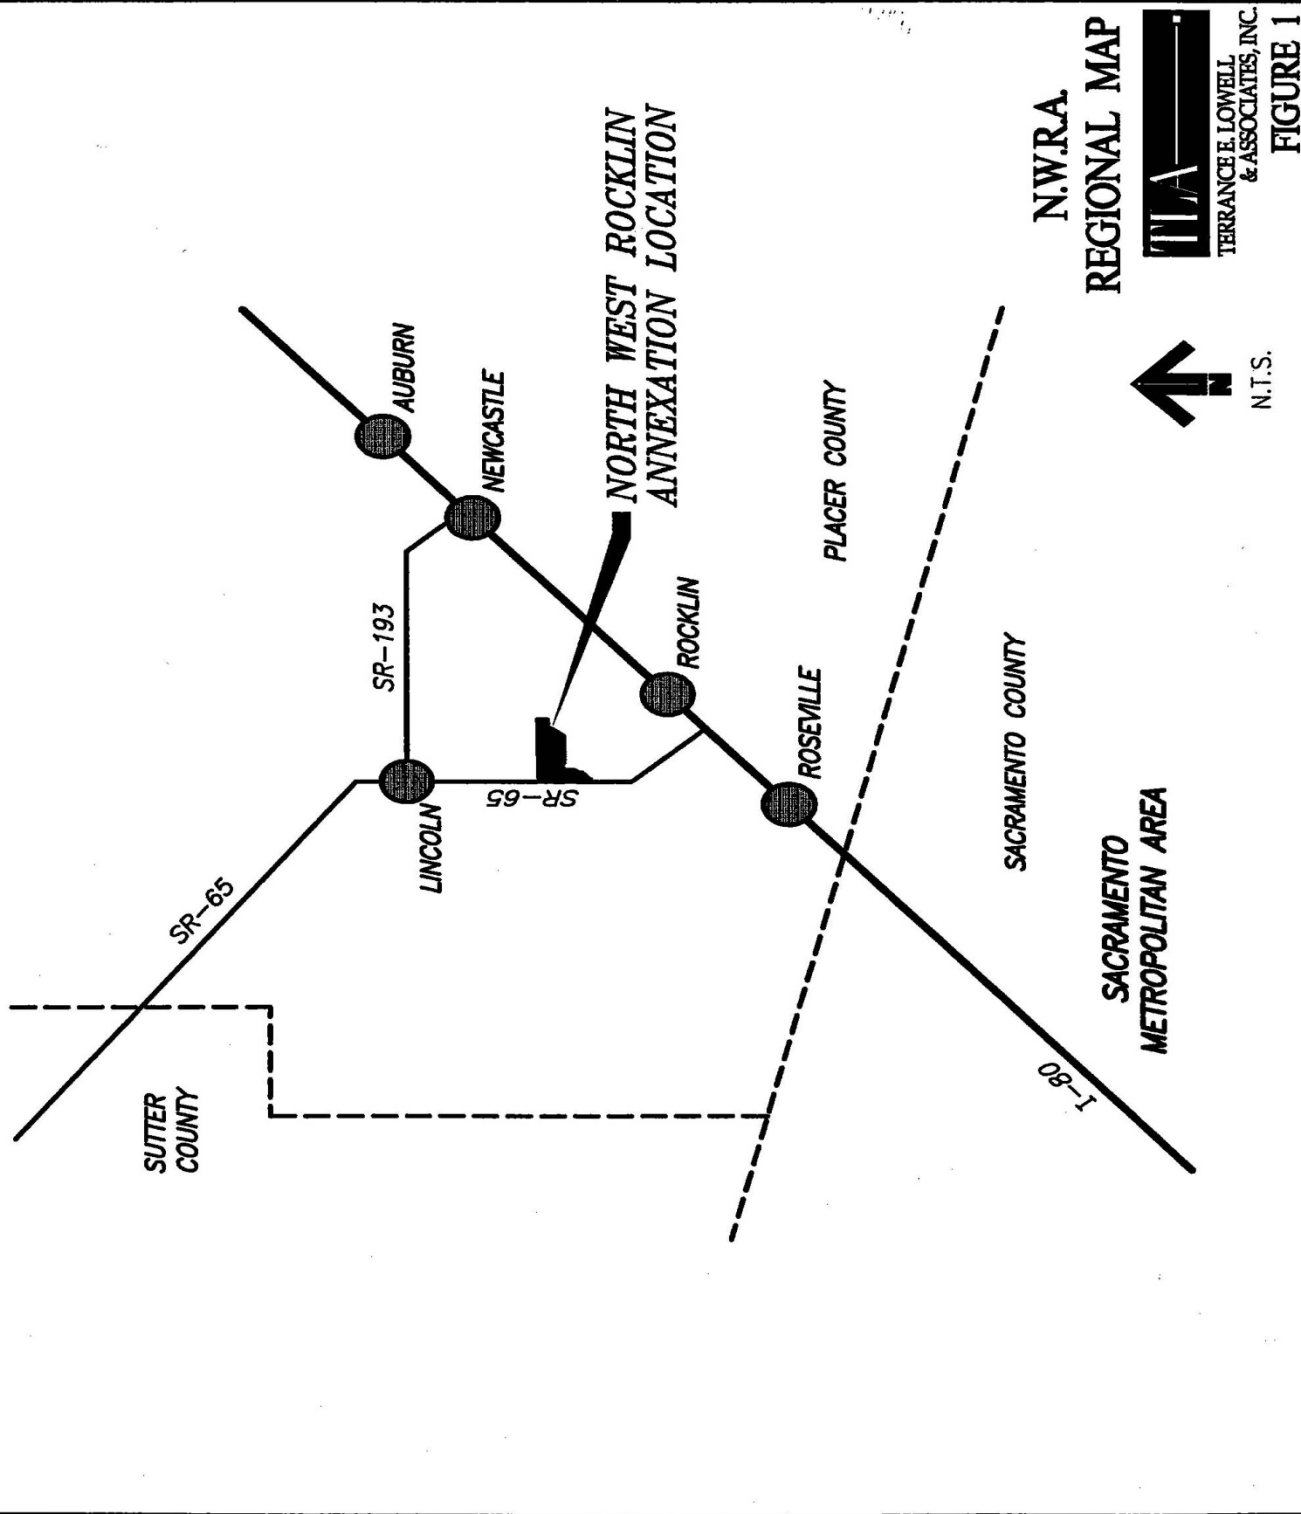 SUTTER
COUNTY
SR-65
LINCOLN
SR-193
SR-65
AUBURN
NEWCASTLE
NORTH WEST ROCKLIN
ANNEXATION LOCATION
ROCKLIN
ROSEVILLE
PLACER COUNTY
SACRAMENTO COUNTY
SACRAMENTO
METROPOLITAN AREA
I-80
N
N.T.S.
N.W.R.A.
REGIONAL MAP
TLA
TERRANCE E. LOWELL
& ASSOCIATES, INC.
FIGURE 1